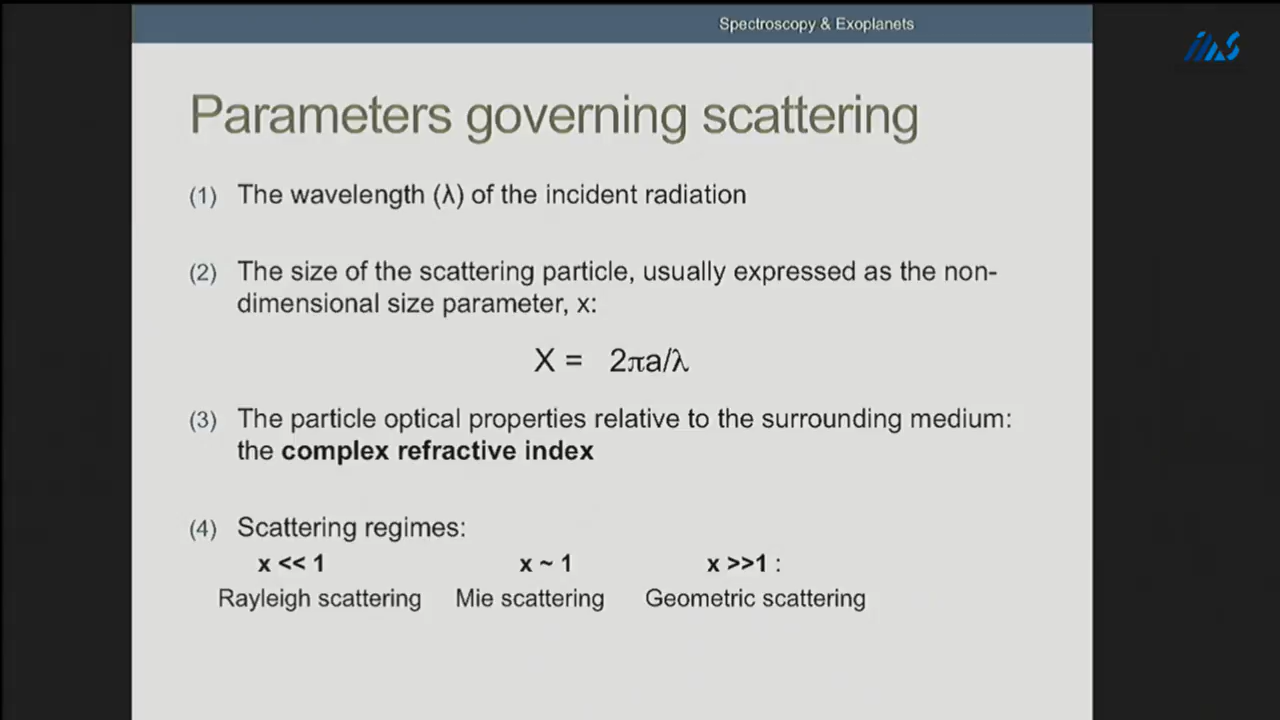 Spectroscopy & Exoplanets
Parameters governing scattering
(1) The wavelength (λ) of the incident radiation
(2) The size of the scattering particle, usually expressed as the non-
dimensional size parameter, x:
X = 2πa/λ
(3) The particle optical properties relative to the surrounding medium:
the complex refractive index
(4) Scattering regimes:
x << 1 x ~ 1 x >>1 :
Rayleigh scattering Mie scattering Geometric scattering